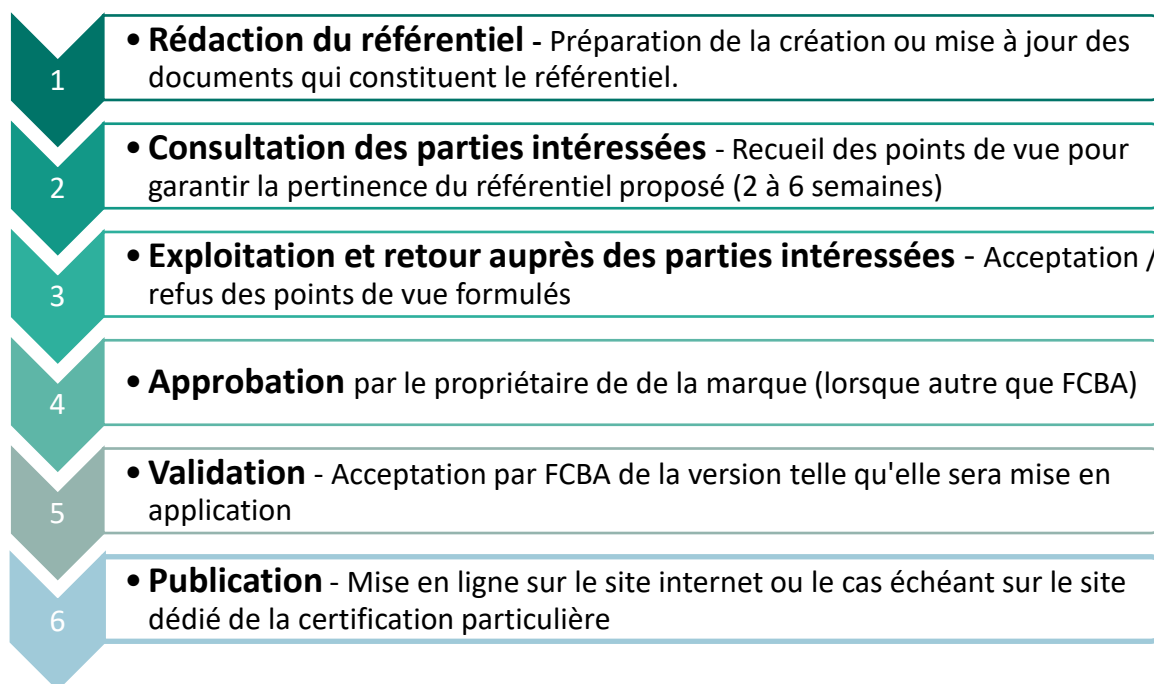 1
• Rédaction du référentiel - Préparation de la création ou mise à jour des
documents qui constituent le référentiel.
2
• Consultation des parties intéressées - Recueil des points de vue pour
garantir la pertinence du référentiel proposé (2 à 6 semaines)
3
• Exploitation et retour auprès des parties intéressées - Acceptation /
refus des points de vue formulés
4
• Approbation par le propriétaire de de la marque (lorsque autre que FCBA)
5
• Validation - Acceptation par FCBA de la version telle qu'elle sera mise en
application
6
• Publication - Mise en ligne sur le site internet ou le cas échéant sur le site
dédié de la certification particulière